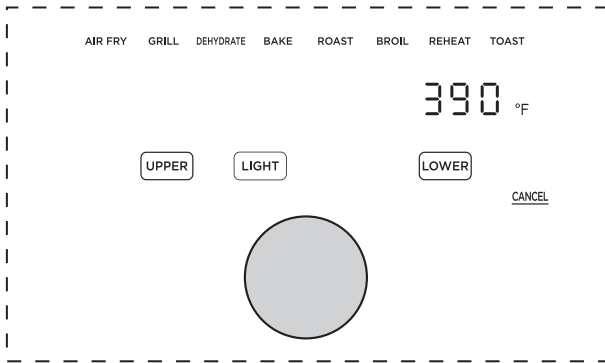 AIR FRY GRILL DEHYDRATE BAKE ROAST BROIL REHEAT TOAST
390 °F
UPPER LIGHT LOWER
CANCEL